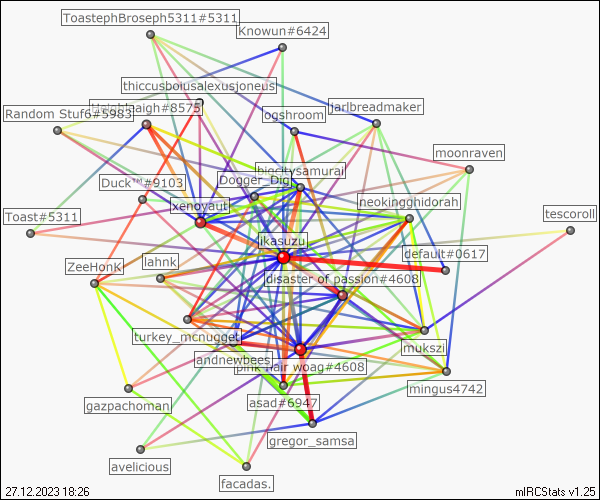 ToastephBroseph5311#5311
Knowun#6424
thiccusboiusalexusjoneus
Random Stuf6#5983
#8575
ogshroom
jarlbreadmaker
moonraven
bigcitysamurai
Dogger_Dig
Duck™#9103
xenoyaut
neokingghidorah
Toast#5311
tescoroll
ikasuzu
default#0617
ZeeHonk
lahnk
disaster of passion#4608
turkey_mcnugget
mukszi
andnewbees
hair woag#4608
mingus4742
gazpachoman
asad#6947
gregor_samsa
avelicious
facadas.
27.12.2023 18:26
mIRCStats v1.25